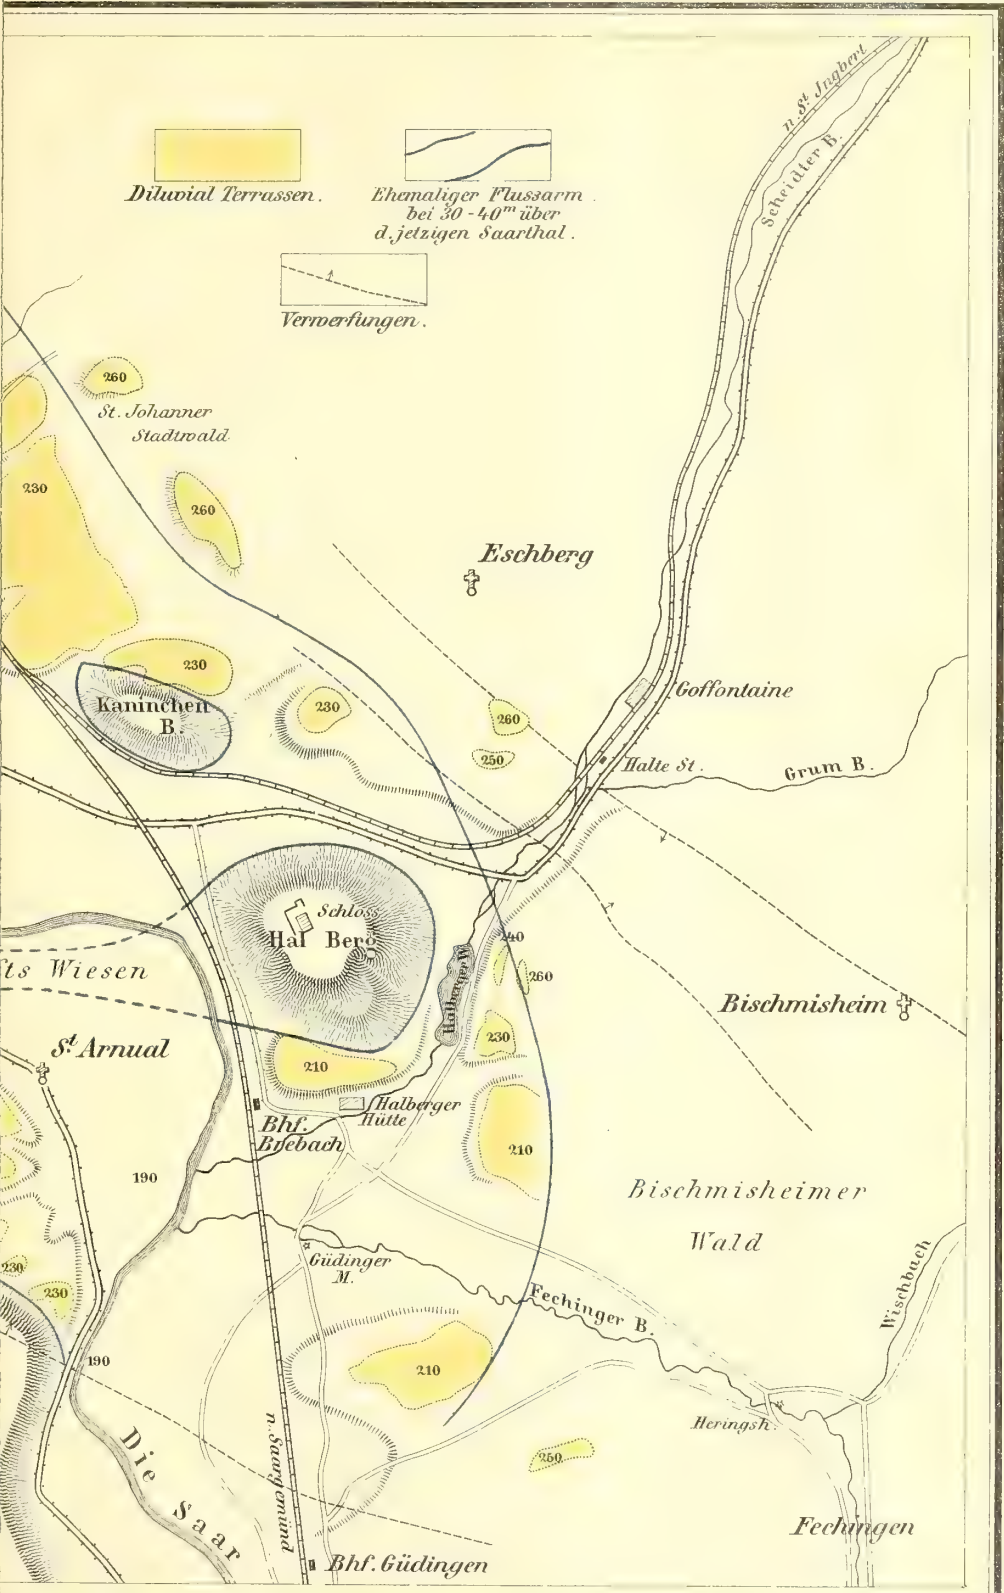 n. St. Jngbert
Scheidter B.
Diluvial Terrassen.
Ehemaliger Flussarm
bei 30-40m über
d. jetzigen Saarthal.
Verwerfungen.
260
St. Johanner
Stadtwald
230
260
Eschberg
230
Kaninchen
B.
230
260
Goffontaine
250
Halte St.
Grum B.
Schloss
Hal Berg
240
260
Halberger W.
ts Wiesen
Bischmisheim
230
St. Arnual
210
Halberger
Hütte
Bhf.
Brebach
210
190
Bischmisheimer
Wald
Güdinger
M.
230
230
Fechinger B.
Wischbach
190
210
Heringsh.
n. Saargemünd
250
Die Saar
Fechingen
Bhf. Güdingen